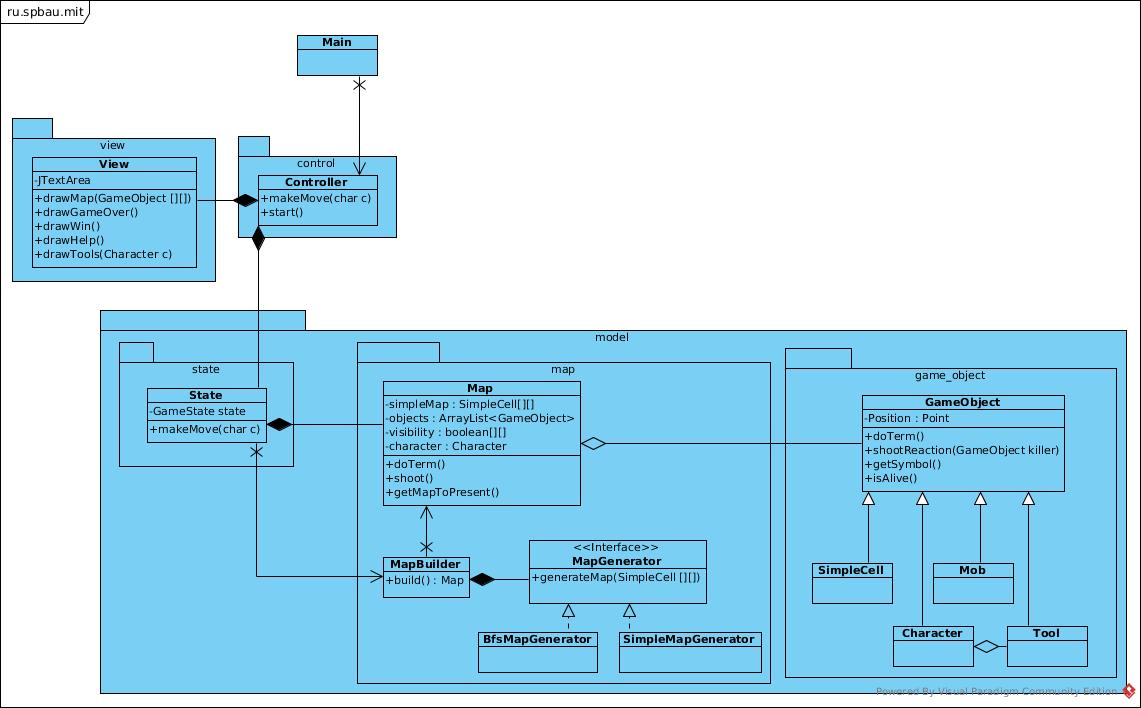 ru.spbau.mit
Main
view
View
-JTextArea
+drawMap(GameObject [][])
+drawGameOver()
+drawWin()
+drawHelp()
+drawTools(Character c)
control
Controller
+makeMove(char c)
+start()
model
state
State
-GameState state
+makeMove(char c)
map
Map
-simpleMap : SimpleCell[][]
-objects : ArrayList<GameObject>
-visibility : boolean[][]
-character : Character
+doTerm()
+shoot()
+getMapToPresent()
MapBuilder
+build() : Map
<<Interface>>
MapGenerator
+generateMap(SimpleCell [][])
BfsMapGenerator
SimpleMapGenerator
game_object
GameObject
-Position : Point
+doTerm()
+shootReaction(GameObject killer)
+getSymbol()
+isAlive()
SimpleCell
Mob
Character
Tool
Powered By Visual Paradigm Community Edition